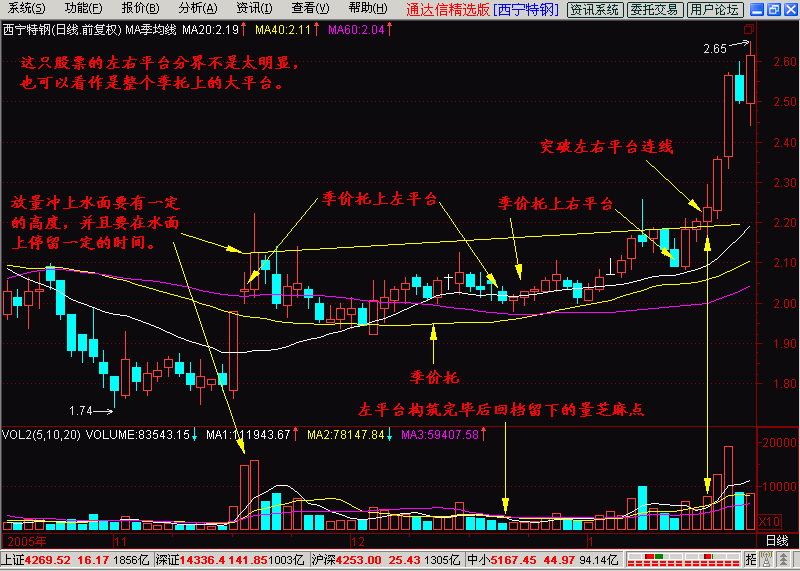 系统(S) 功能(F) 报价(B) 分析(A) 资讯(I) 查看(V) 帮助(H) 通达信精选版 [西宁特钢] 资讯系统 委托交易 用户论坛
西宁特钢(日线.前复权) MA季均线 MA20:2.19↑ MA40:2.11↑ MA60:2.04↑
2.65→
这只股票的左右平台分界不是太明显，
也可以看作是整个季托上的大平台。
2.60
2.50
2.40
突破左右平台连线
2.30
放量冲上水面要有一定
的高度，并且要在水面
上停留一定的时间。
季价托上左平台
季价托上右平台
2.20
2.10
2.00
1.90
季价托
1.80
1.74→
左平台构筑完毕后回档留下的量芝麻点
VOL2(5,10,20) VOLUME:83543.15↓ MA1:111943.67↑ MA2:78147.84↓ MA3:59407.58↑
20000
10000
X10
2005年 11 12 1 日线
上证4269.52 16.17 1856亿 深证14336.4 141.85 1003亿 沪深4253.00 25.43 1305亿 中小5167.45 44.97 94.14亿 招